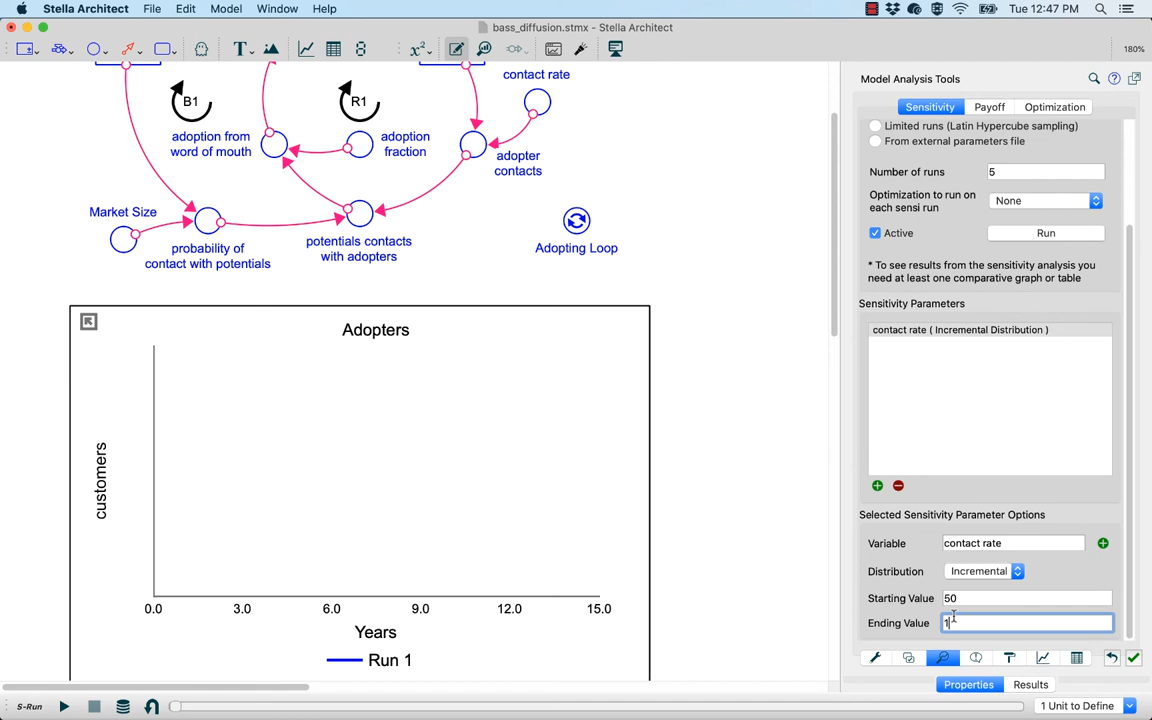 Stella Architect File Edit Model Window Help Tue 12:47 PM
bass_diffusion.stmx - Stella Architect
T x² 180%
contact rate
B1 R1
adoption from
word of mouth
adoption
fraction
adopter
contacts
Market Size
probability of
contact with potentials
potentials contacts
with adopters
Adopting Loop
Adopters
customers
0.0 3.0 6.0 9.0 12.0 15.0
Years
Run 1
Model Analysis Tools
Sensitivity Payoff Optimization
Limited runs (Latin Hypercube sampling)
From external parameters file
Number of runs 5
Optimization to run on
each sensi run None
Active Run
* To see results from the sensitivity analysis you
need at least one comparative graph or table
Sensitivity Parameters
contact rate ( Incremental Distribution )
Selected Sensitivity Parameter Options
Variable contact rate
Distribution Incremental
Starting Value 50
Ending Value 1
Properties Results
S-Run 1 Unit to Define